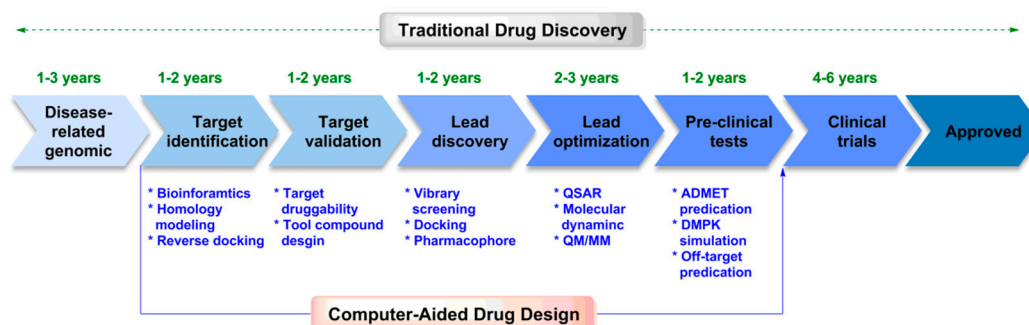 Traditional Drug Discovery
1-3 years
1-2 years
1-2 years
1-2 years
2-3 years
1-2 years
4-6 years
Disease-
related
genomic
Target
identification
Target
validation
Lead
discovery
Lead
optimization
Pre-clinical
tests
Clinical
trials
Approved
* Bioinforamtics
* Homology
modeling
* Reverse docking
* Target
druggability
* Tool compound
desgin
* Vibrary
screening
* Docking
* Pharmacophore
* QSAR
* Molecular
dynaminc
* QM/MM
* ADMET
predication
* DMPK
simulation
* Off-target
predication
Computer-Aided Drug Design